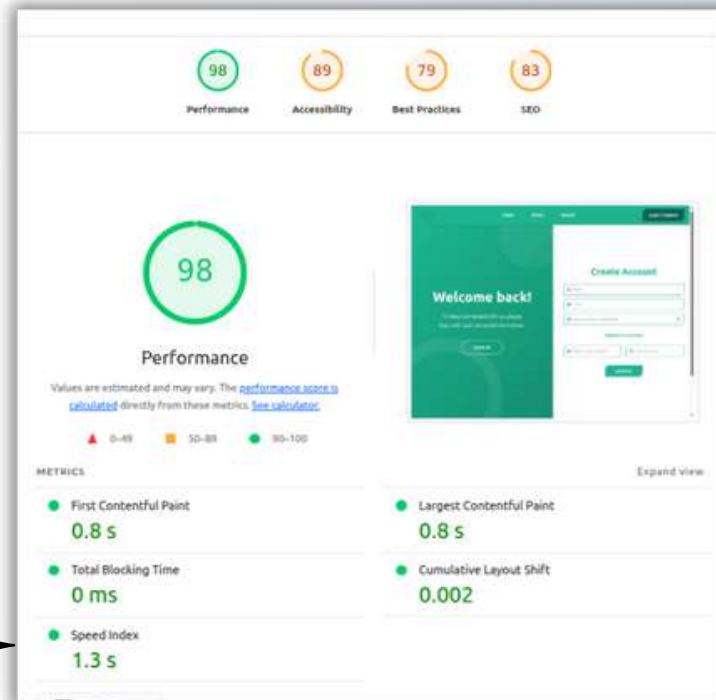 98
89
79
83
Performance
Accessibility
Best Practices
SEO
98
Performance
Values are estimated and may vary. The performance score is
calculated directly from these metrics. See calculator.
0–49
50–89
90–100
Welcome back!
Create Account
METRICS
Expand view
First Contentful Paint
0.8 s
Largest Contentful Paint
0.8 s
Total Blocking Time
0 ms
Cumulative Layout Shift
0.002
Speed Index
1.3 s